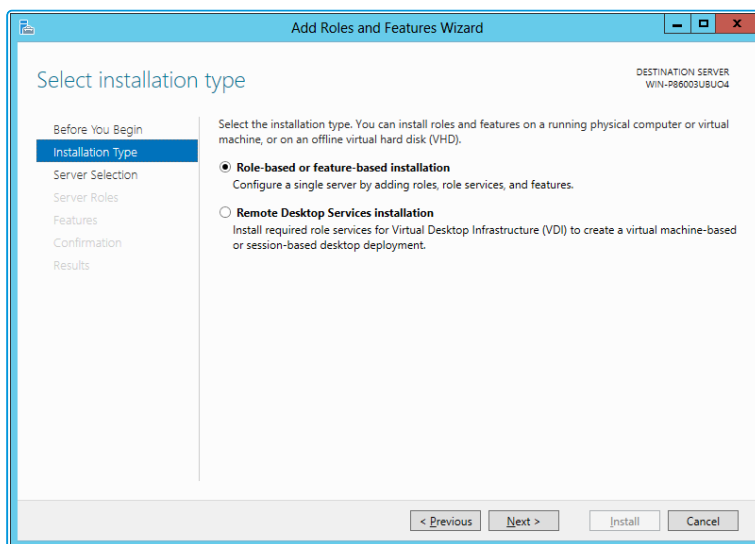 Add Roles and Features Wizard
Select installation type
DESTINATION SERVER
WIN-P86003UBUO4
Before You Begin
Installation Type
Server Selection
Server Roles
Features
Confirmation
Results
Select the installation type. You can install roles and features on a running physical computer or virtual
machine, or on an offline virtual hard disk (VHD).
Role-based or feature-based installation
Configure a single server by adding roles, role services, and features.
Remote Desktop Services installation
Install required role services for Virtual Desktop Infrastructure (VDI) to create a virtual machine-based
or session-based desktop deployment.
< Previous
Next >
Install
Cancel